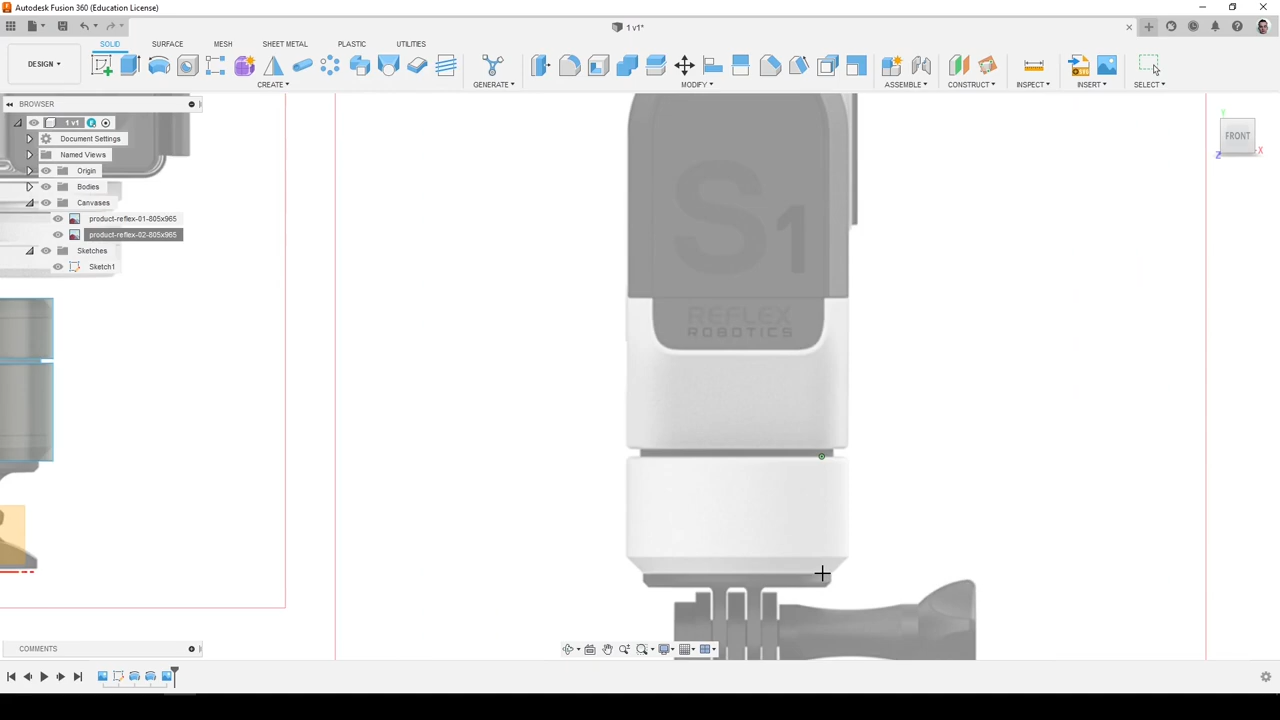 Autodesk Fusion 360 (Education License)
1 v1*
SOLID SURFACE MESH SHEET METAL PLASTIC UTILITIES
DESIGN
CREATE GENERATE MODIFY ASSEMBLE CONSTRUCT INSPECT INSERT SELECT
BROWSER
1 v1
Document Settings
Named Views
Origin
Bodies
Canvases
product-reflex-01-805x965
product-reflex-02-805x965
Sketches
Sketch1
S1
REFLEX
ROBOTICS
Y
FRONT
X
Z
COMMENTS